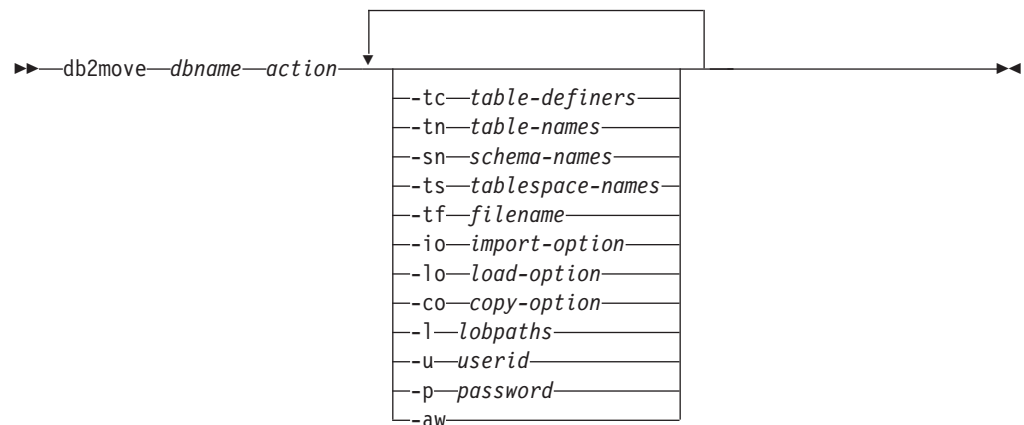 db2move dbname action
-tc table-definers
-tn table-names
-sn schema-names
-ts tablespace-names
-tf filename
-io import-option
-lo load-option
-co copy-option
-l lobpaths
-u userid
-p password
-aw